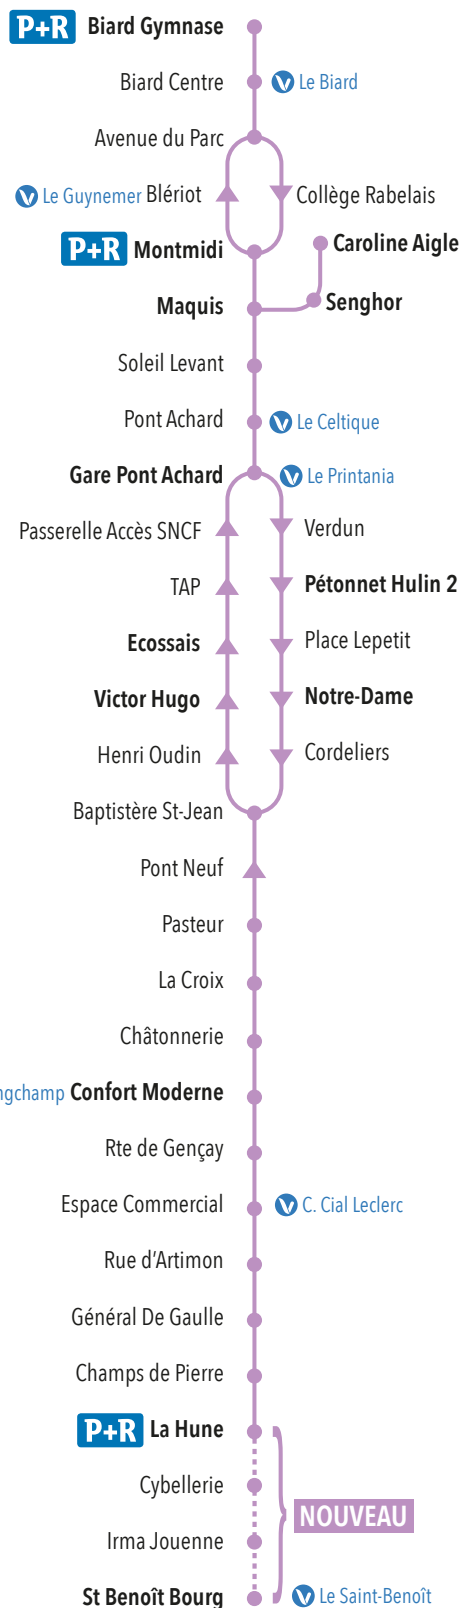 P+R Biard Gymnase
Biard Centre V Le Biard
Avenue du Parc
V Le Guynemer Blériot Collège Rabelais
P+R Montmidi Caroline Aigle
Maquis Senghor
Soleil Levant
Pont Achard V Le Celtique
Gare Pont Achard V Le Printania
Passerelle Accès SNCF Verdun
TAP Pétonnet Hulin 2
Ecossais Place Lepetit
Victor Hugo Notre-Dame
Henri Oudin Cordeliers
Baptistère St-Jean
Pont Neuf
Pasteur
La Croix
Châtonnerie
ngchamp Confort Moderne
Rte de Gençay
Espace Commercial V C. Cial Leclerc
Rue d'Artimon
Général De Gaulle
Champs de Pierre
P+R La Hune
Cybellerie
NOUVEAU
Irma Jouenne
St Benoît Bourg V Le Saint-Benoît